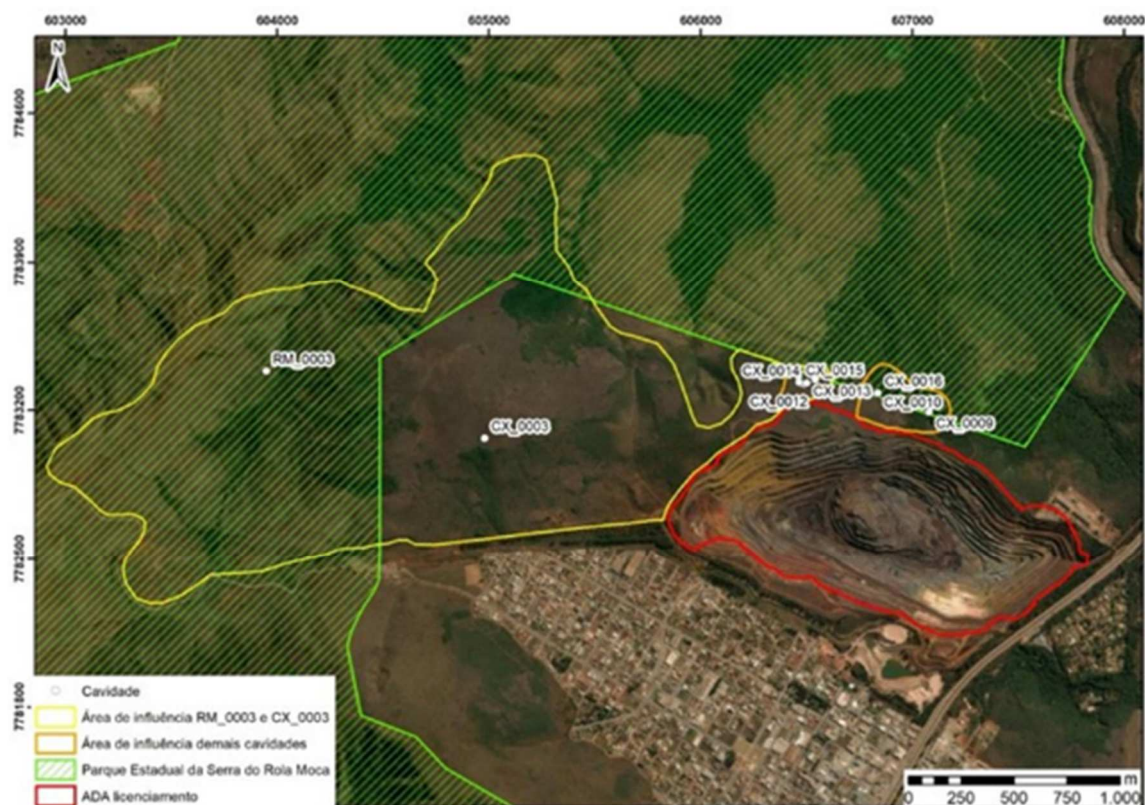 603000 604000 605000 606000 607000 608000
N
7784600
7783900
7783200
7782500
7781800
RM_0003
CX_0003
CX_0014
CX_0015
CX_0013
CX_0012
CX_0016
CX_0010
CX_0009
Cavidade
Área de influência RM_0003 e CX_0003
Área de influência demais cavidades
Parque Estadual da Serra do Rola Moca
ADA licenciamento
m
0 250 500 750 1.000